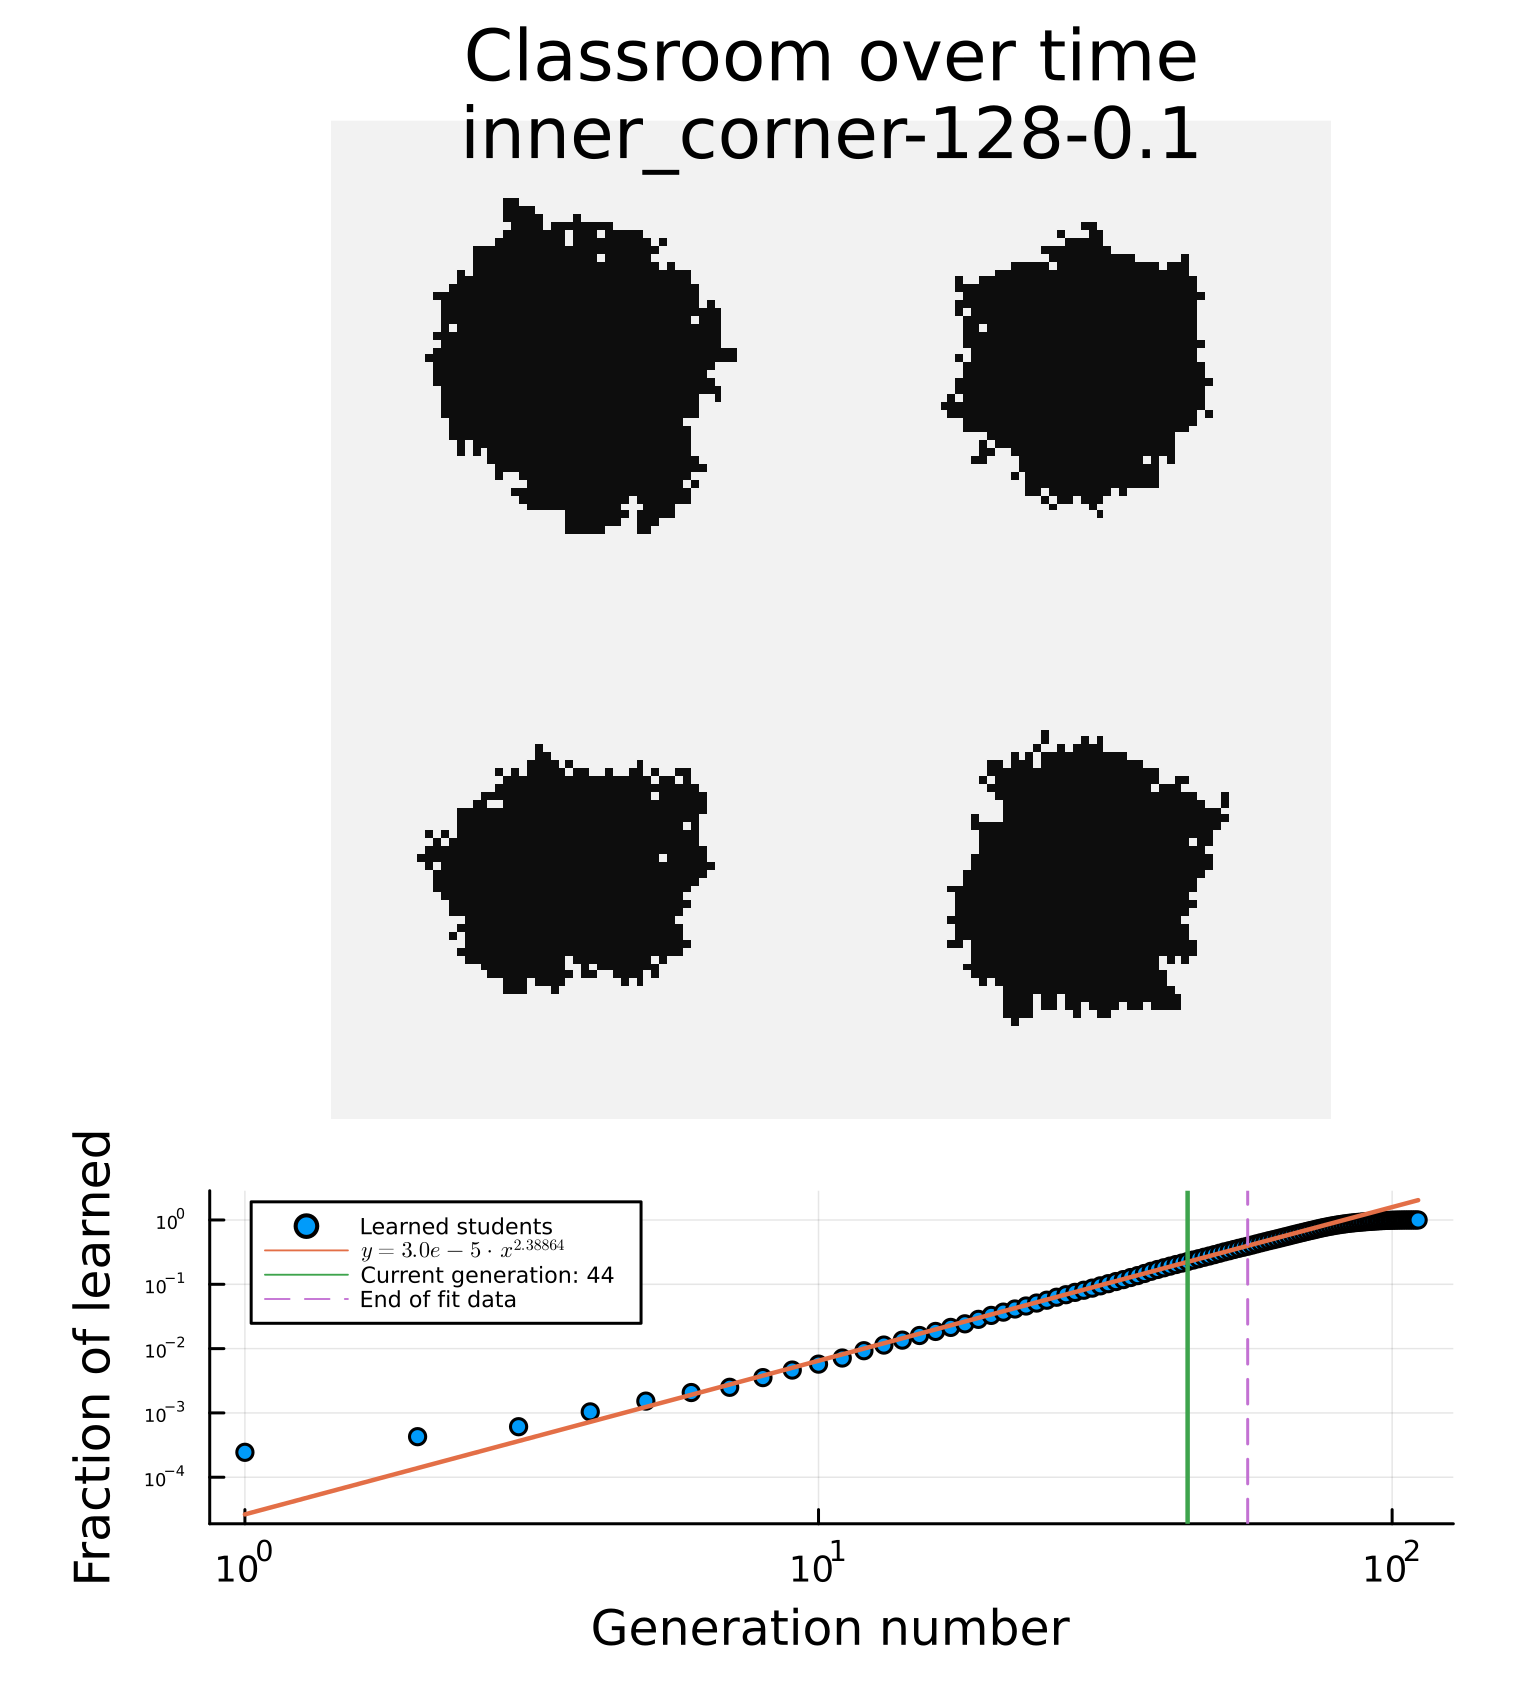 Classroom over time
inner_corner-128-0.1
Fraction of learned
10^0
10^-1
10^-2
10^-3
10^-4
Learned students
y = 3.0e − 5 · x^2.38864
Current generation: 44
End of fit data
10^0 10^1 10^2
Generation number